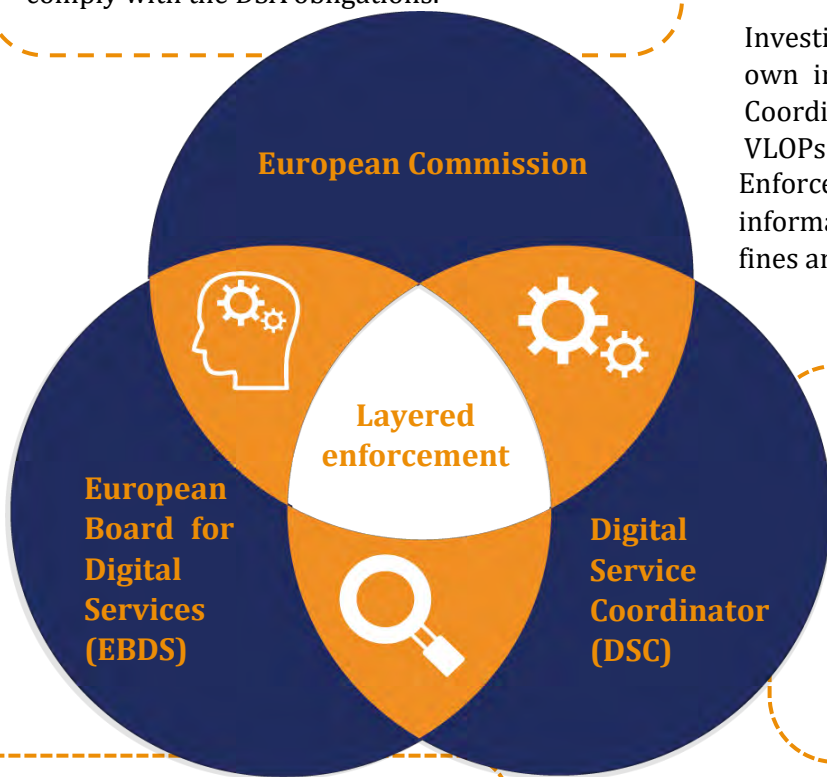 comply with the DSA obligations.
Investi
own in
Coordi
VLOPs
Enforce
informa
fines an
European Commission
Layered
enforcement
European
Board for
Digital
Services
(EBDS)
Digital
Service
Coordinator
(DSC)